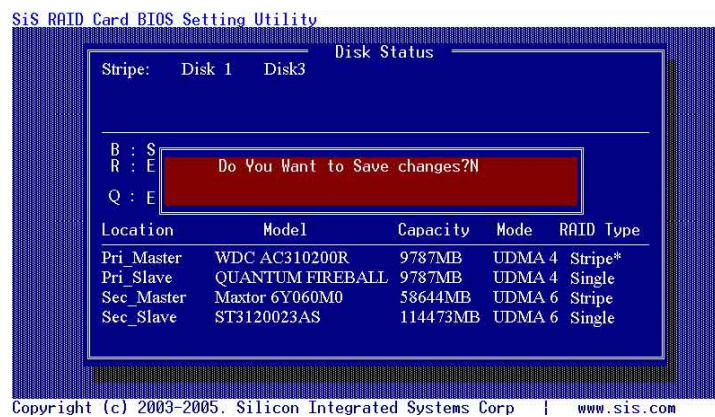 SiS RAID Card BIOS Setting Utility
Disk Status
Stripe: Disk 1 Disk3
B : S
R : E
Do You Want to Save changes?N
Q : E
Location Model Capacity Mode RAID Type
Pri_Master WDC AC310200R 9787MB UDMA 4 Stripe*
Pri_Slave QUANTUM FIREBALL 9787MB UDMA 4 Single
Sec_Master Maxtor 6Y060M0 58644MB UDMA 6 Stripe
Sec_Slave ST3120023AS 114473MB UDMA 6 Single
Copyright (c) 2003-2005. Silicon Integrated Systems Corp | www.sis.com